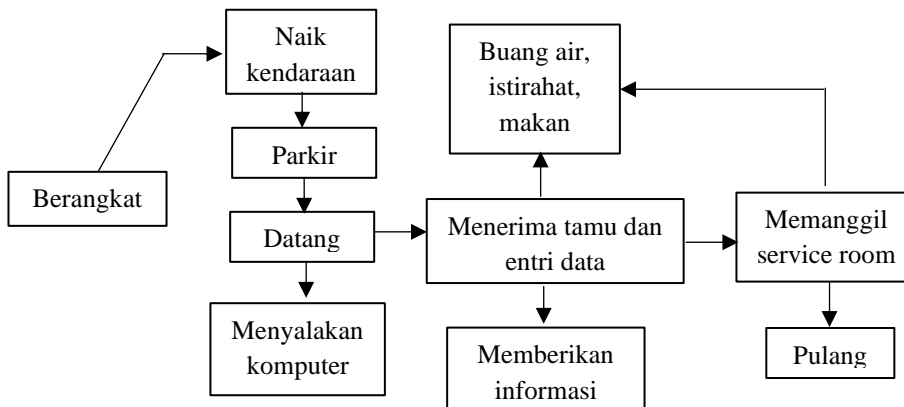 Naik
kendaraan
Parkir
Berangkat
Datang
Menyalakan
komputer
Buang air,
istirahat,
makan
Menerima tamu dan
entri data
Memberikan
informasi
Memanggil
service room
Pulang